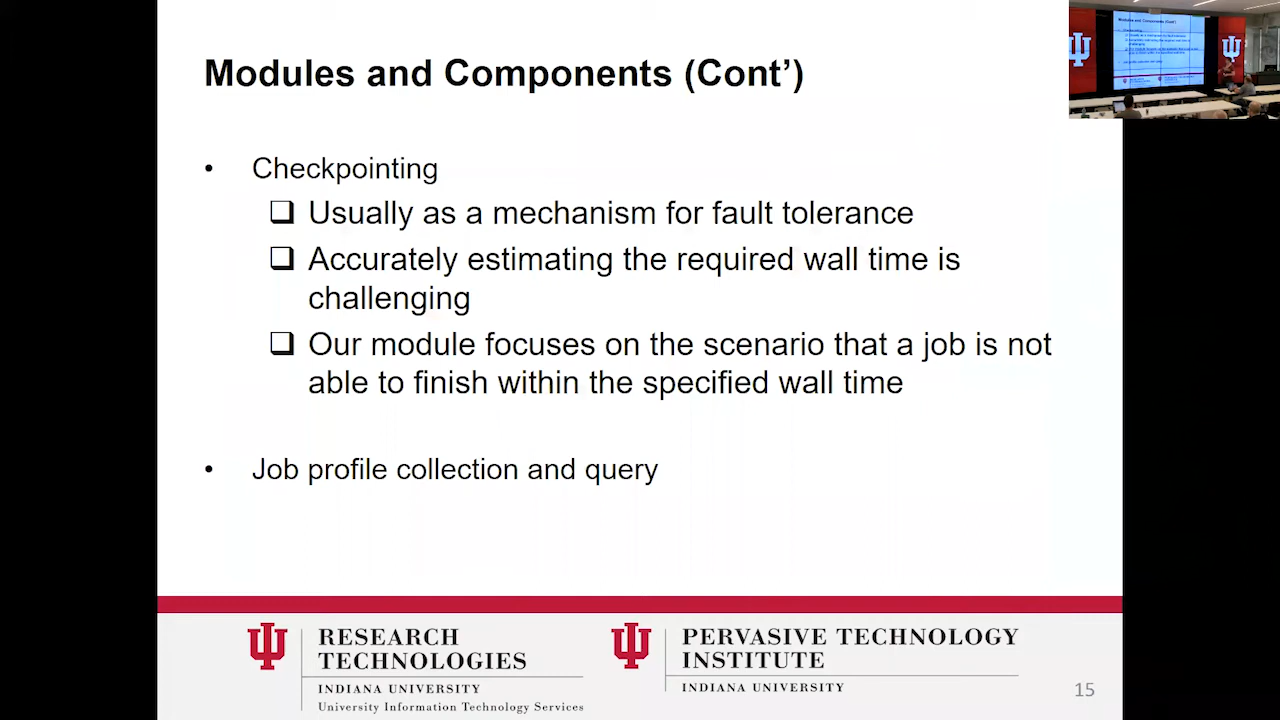 Modules and Components (Cont’)
• Checkpointing
❑ Usually as a mechanism for fault tolerance
❑ Accurately estimating the required wall time is
challenging
❑ Our module focuses on the scenario that a job is not
able to finish within the specified wall time
• Job profile collection and query
RESEARCH
TECHNOLOGIES
INDIANA UNIVERSITY
University Information Technology Services
PERVASIVE TECHNOLOGY
INSTITUTE
INDIANA UNIVERSITY
15